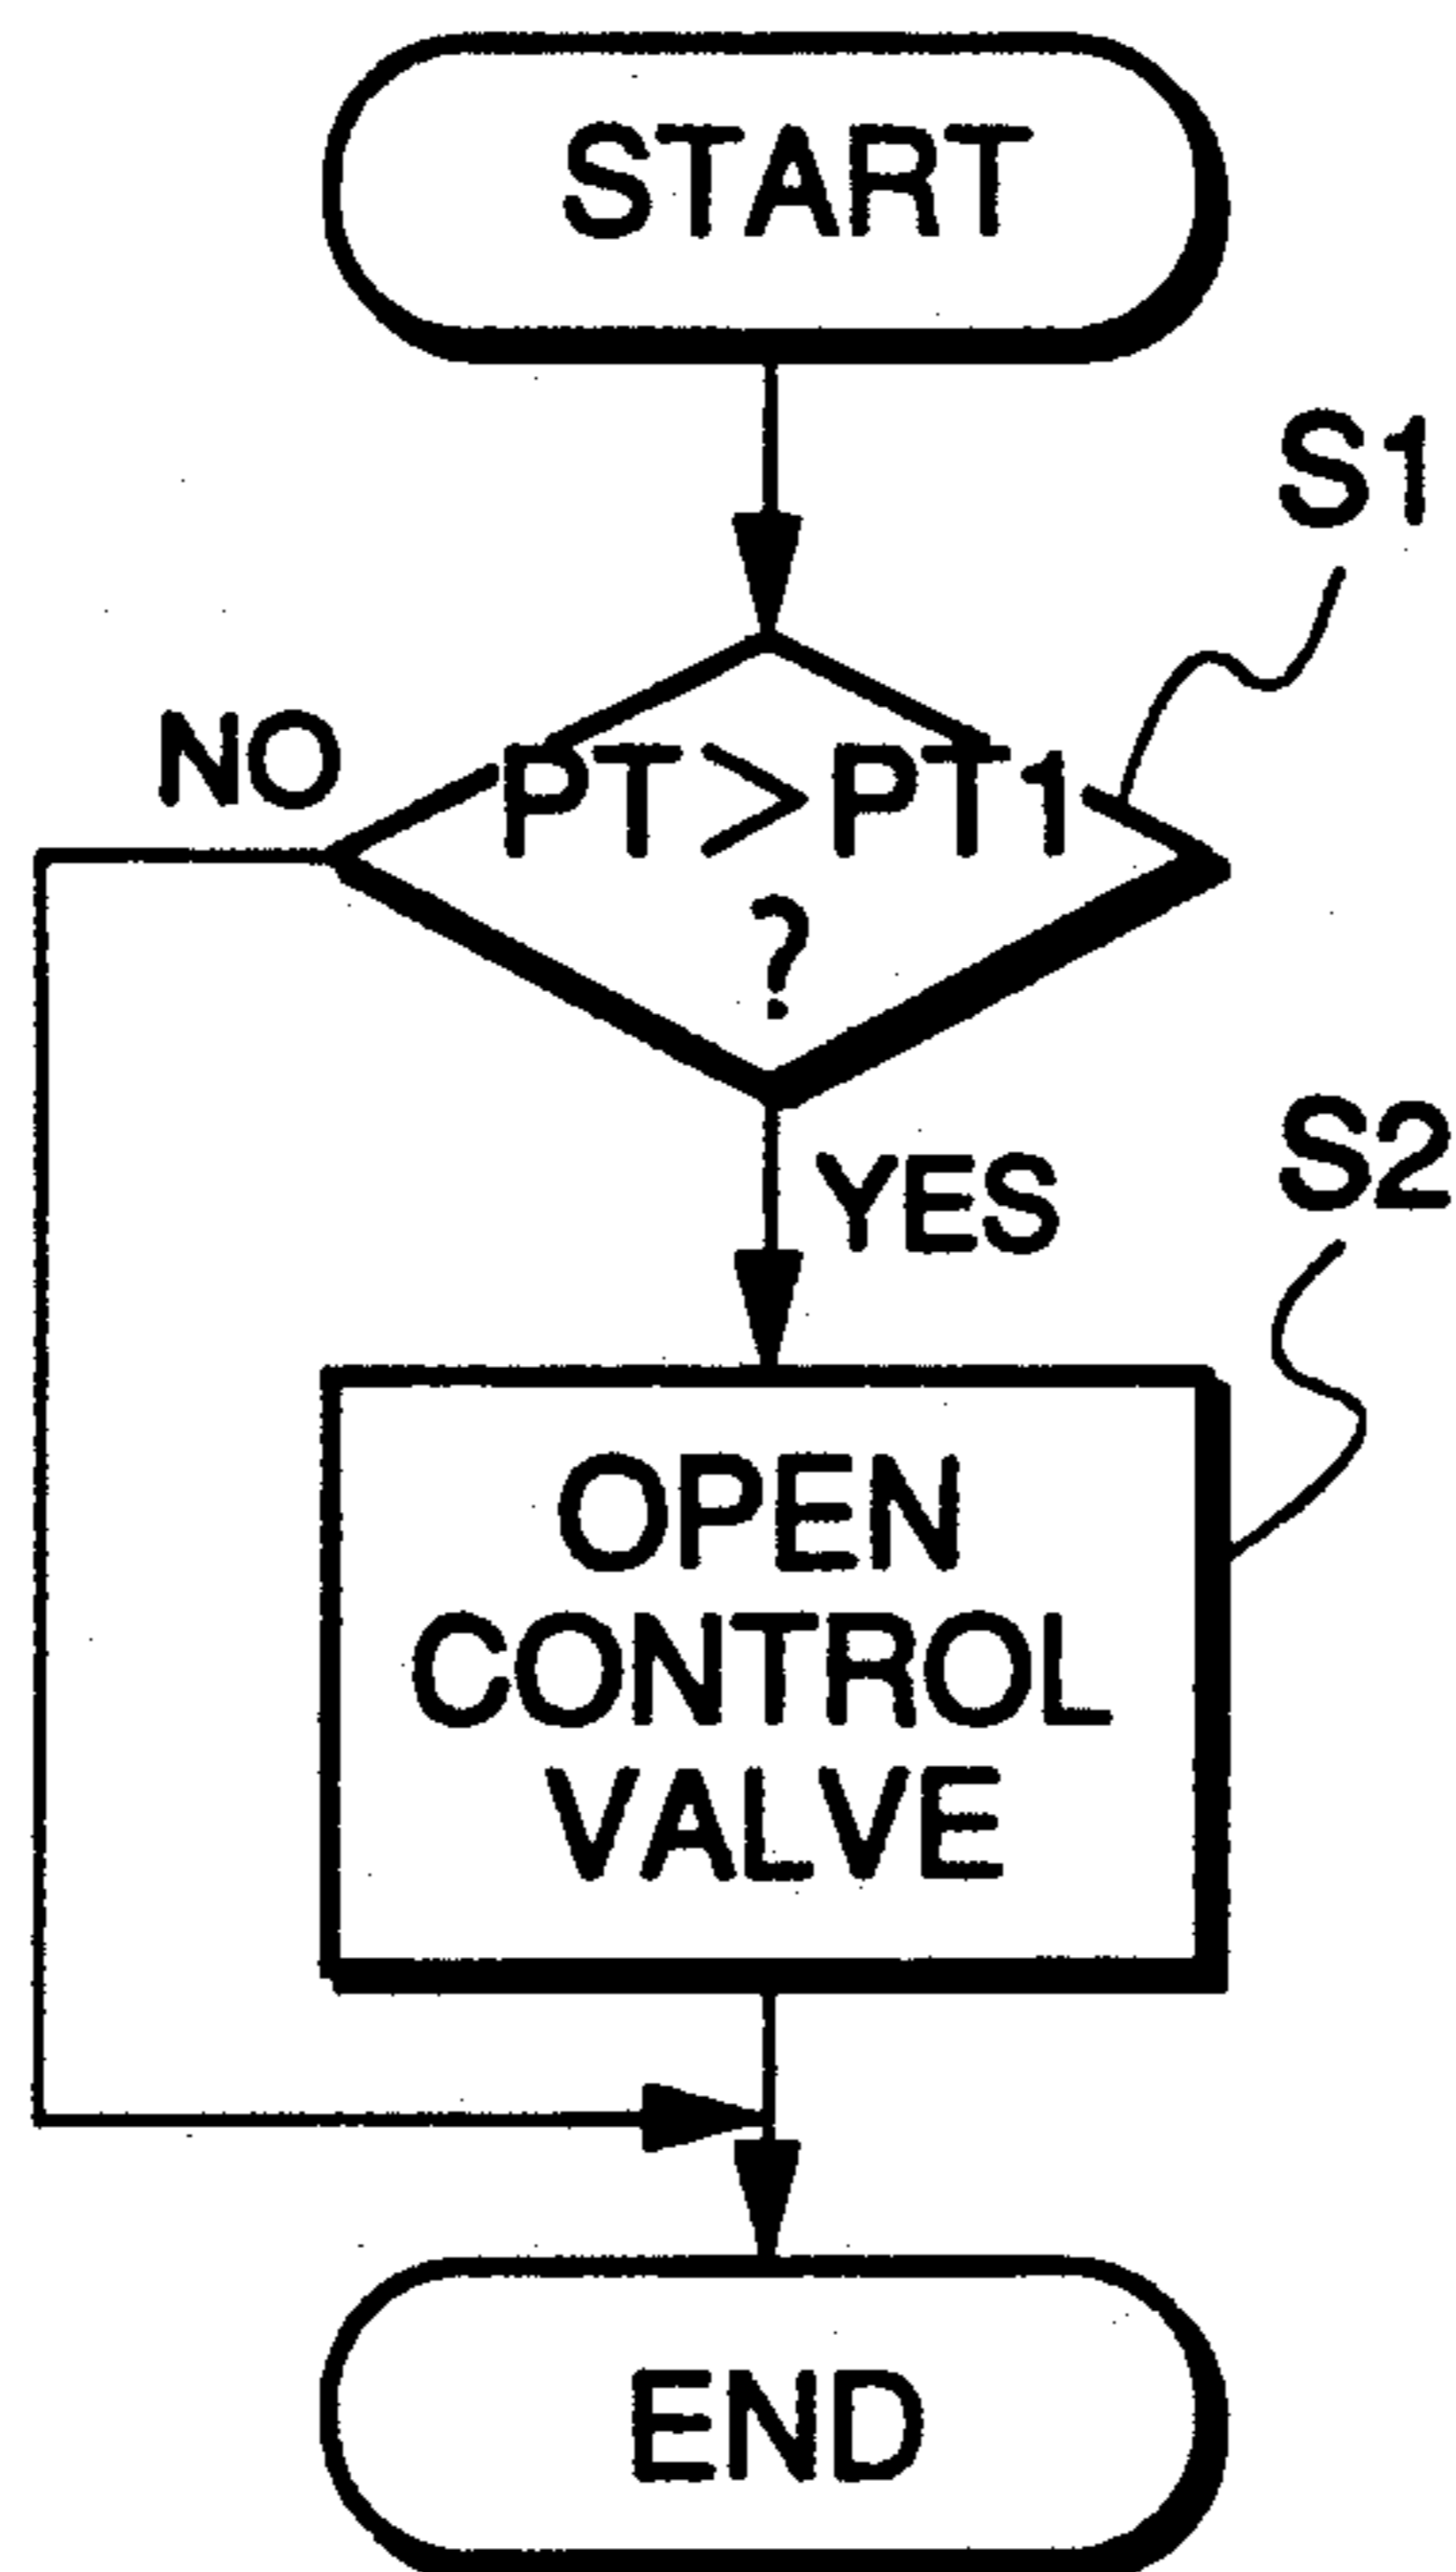 START
S1
NO
PT>PT1
?
YES
S2
OPEN
CONTROL
VALVE
END